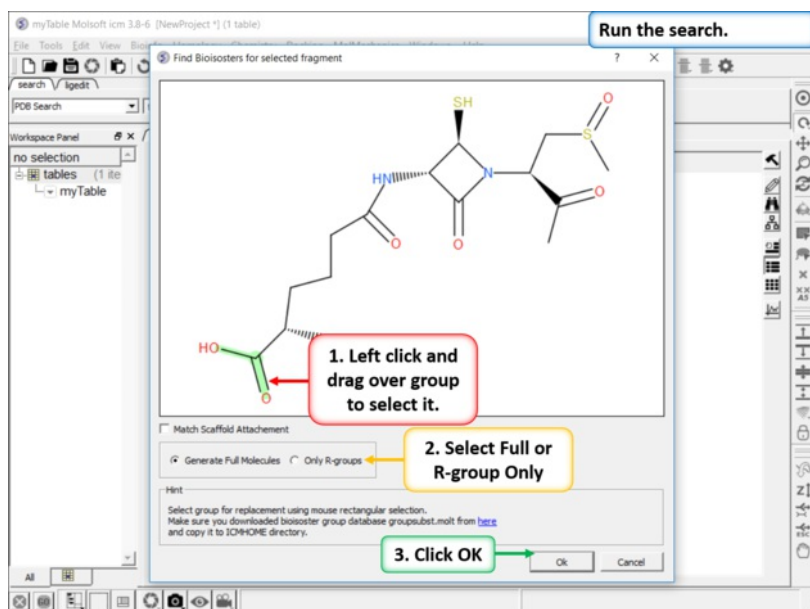 myTable Molsoft icm 3.8-6 [NewProject *] (1 table)
Run the search.
File Tools Edit View
Find Bioisosters for selected fragment
? X
search
ligedit
PDB Search
Workspace Panel
no selection
tables (1 ite
myTable
SH
O
S
HN
N
O
O
O
HO
O
1. Left click and
drag over group
to select it.
Match Scaffold Attachement
Generate Full Molecules
Only R-groups
2. Select Full or
R-group Only
Hint
Select group for replacement using mouse rectangular selection.
Make sure you downloaded bioisoster group database groupsubst.molt from here
and copy it to ICMHOME directory.
3. Click OK
Ok
Cancel
All